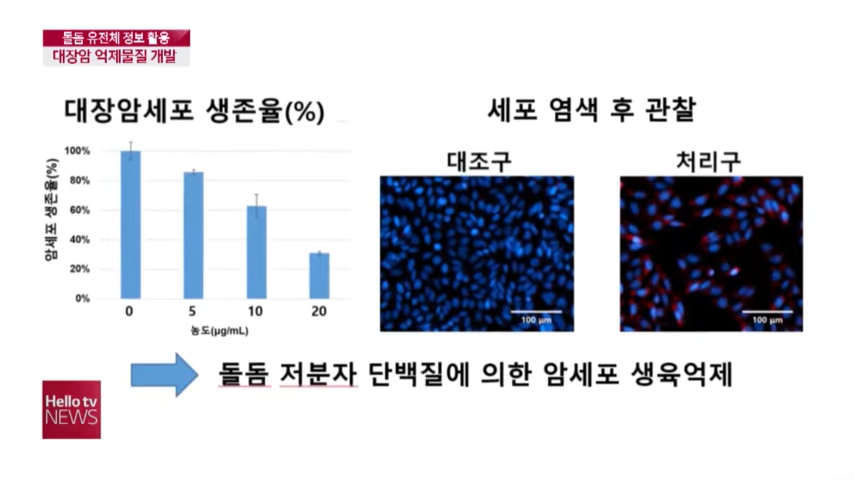 돌돔 유전체 정보 활용
대장암 억제물질 개발
대장암세포 생존율(%)
암세포 생존율(%)
100%
80%
60%
40%
20%
0%
0 5 10 20
농도(μg/mL)
세포 염색 후 관찰
대조구 처리구
100 μm 100 μm
돌돔 저분자 단백질에 의한 암세포 생육억제
Hello tv
NEWS